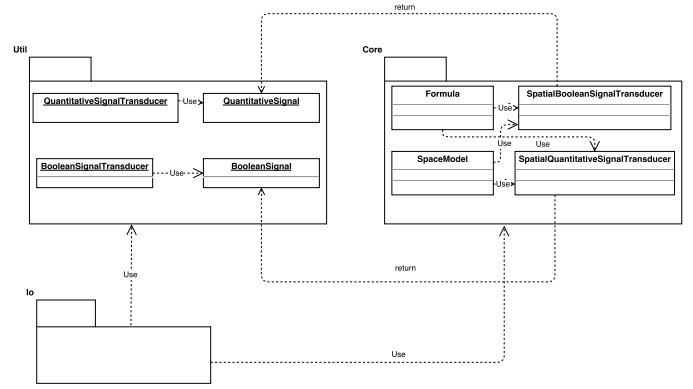 return
Util
Core
QuantitativeSignalTransducer
Use
QuantitativeSignal
Formula
Use
SpatialBooleanSignalTransducer
Use
Use
BooleanSignalTransducer
Use
BooleanSignal
SpaceModel
Use
SpatialQuantitativeSignalTransducer
return
Use
Io
Use